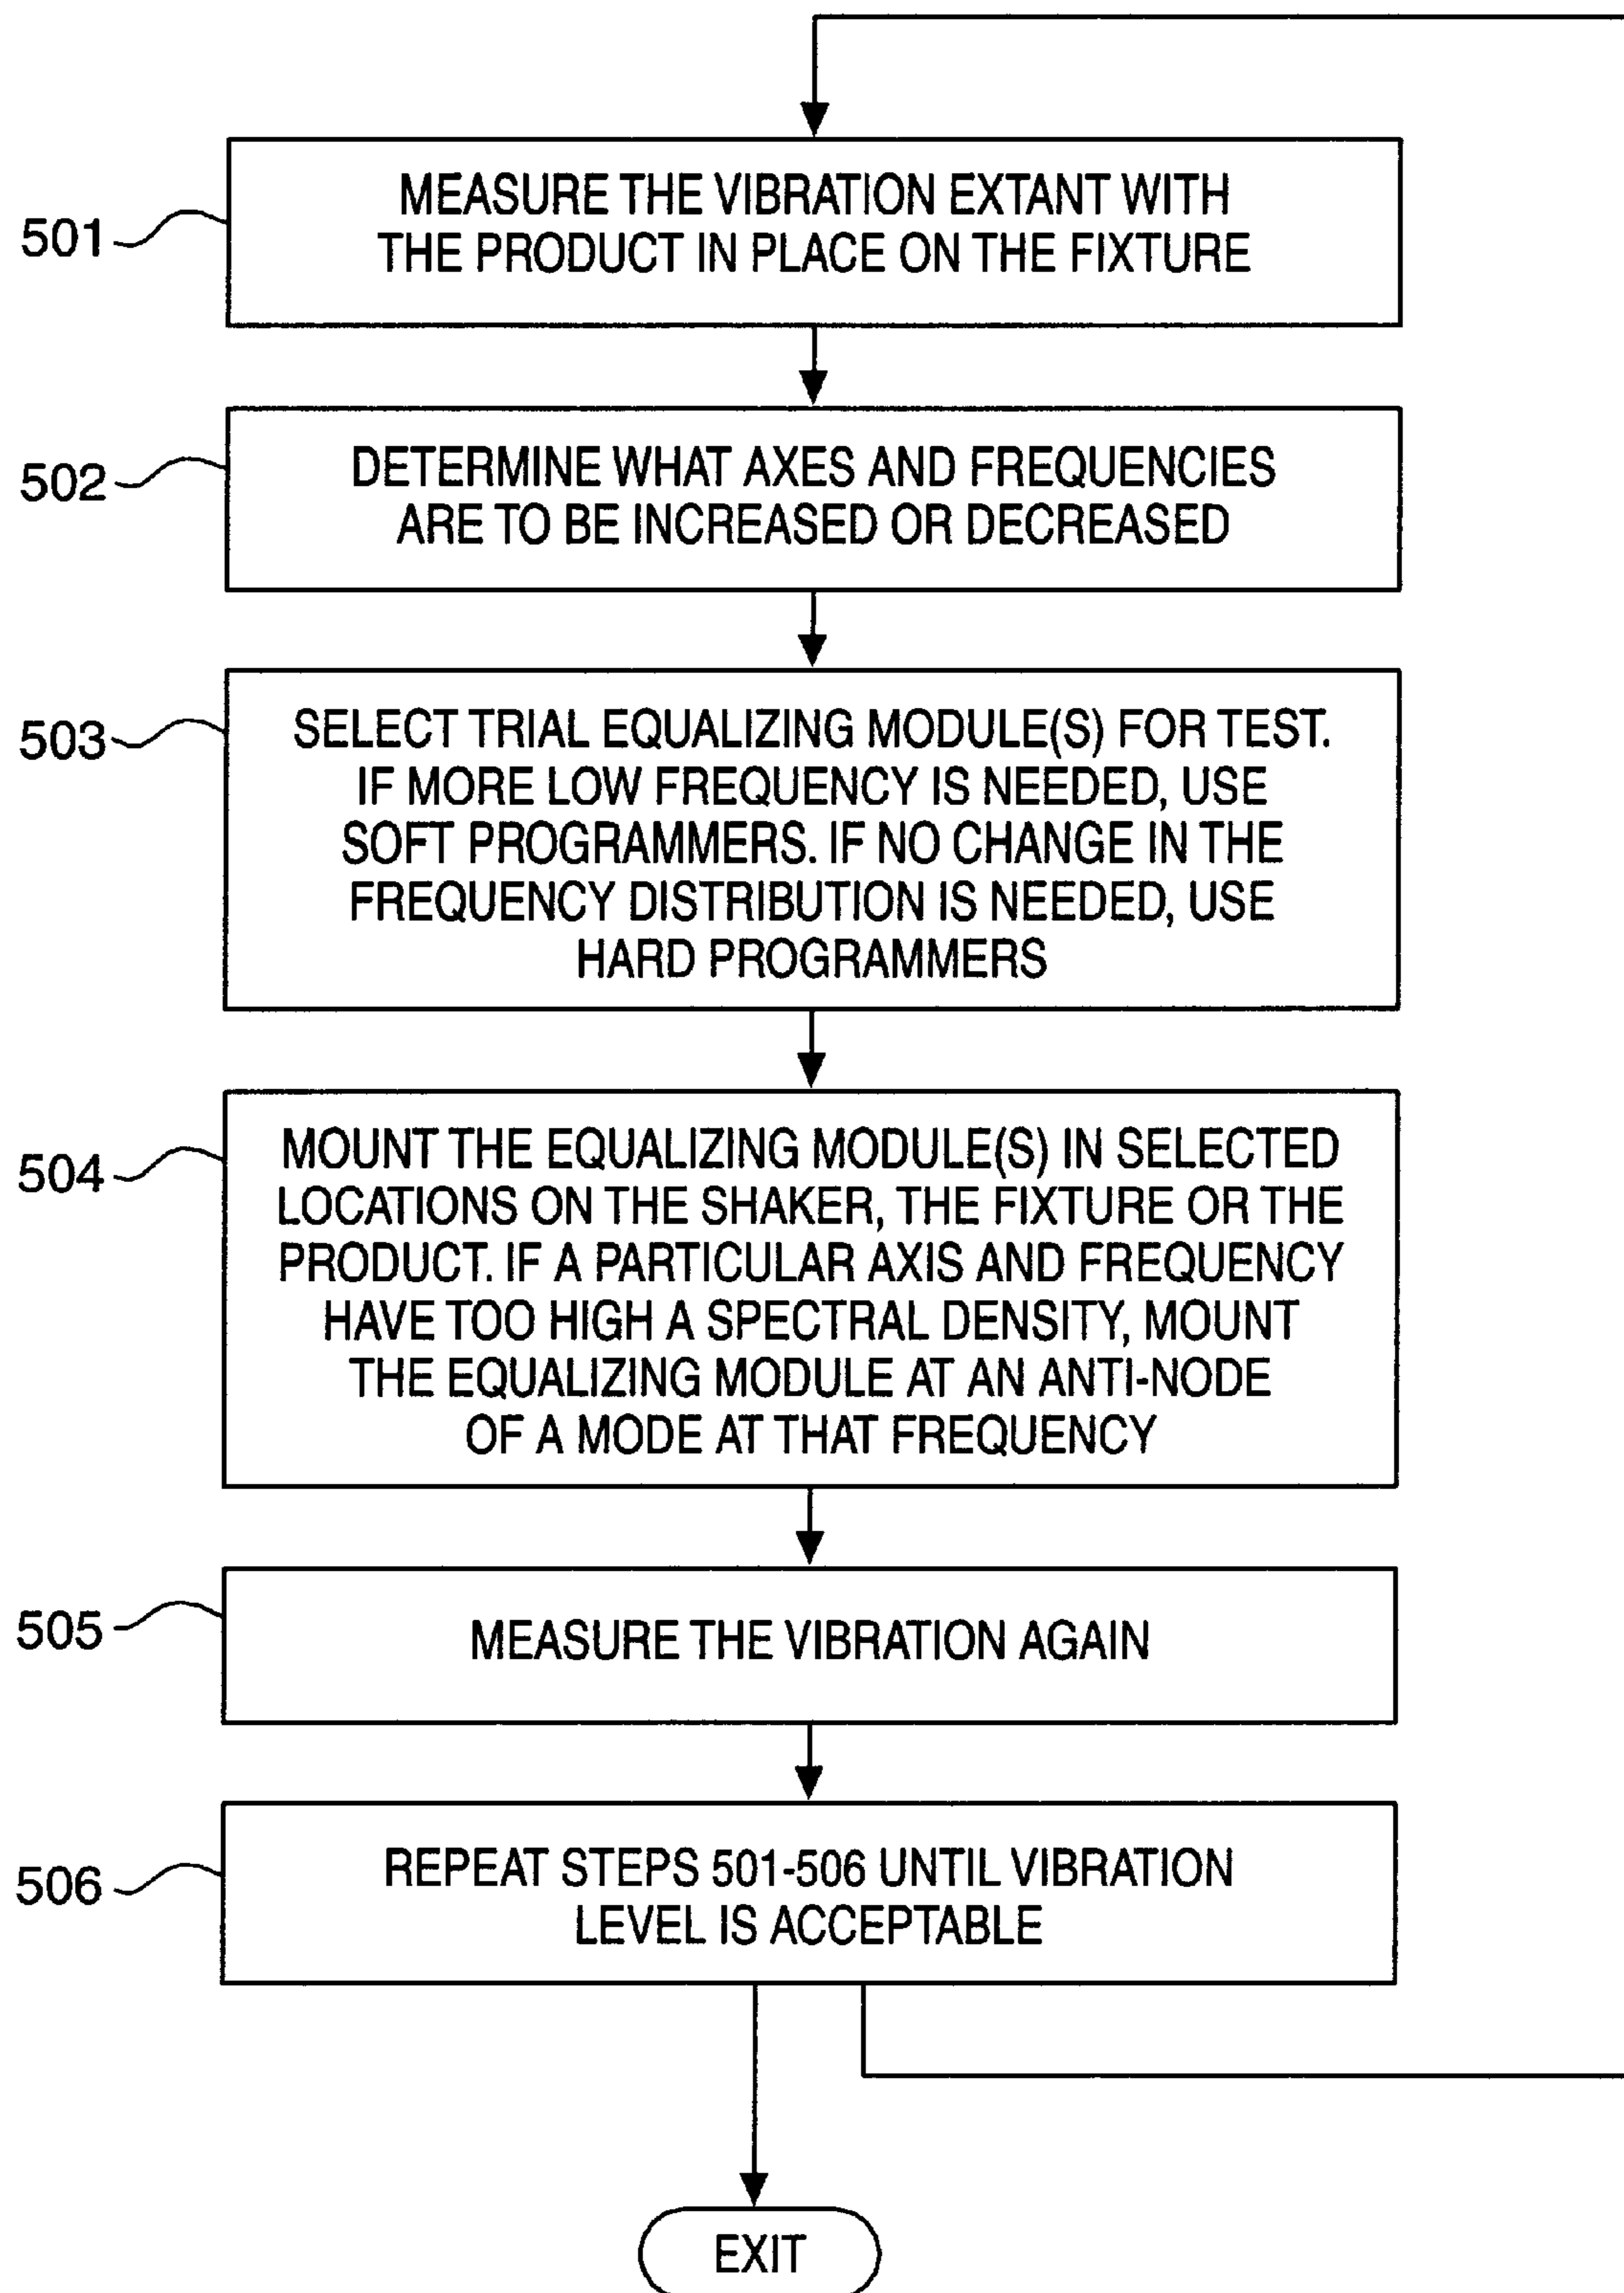 501
MEASURE THE VIBRATION EXTANT WITH
THE PRODUCT IN PLACE ON THE FIXTURE
502
DETERMINE WHAT AXES AND FREQUENCIES
ARE TO BE INCREASED OR DECREASED
503
SELECT TRIAL EQUALIZING MODULE(S) FOR TEST.
IF MORE LOW FREQUENCY IS NEEDED, USE
SOFT PROGRAMMERS. IF NO CHANGE IN THE
FREQUENCY DISTRIBUTION IS NEEDED, USE
HARD PROGRAMMERS
504
MOUNT THE EQUALIZING MODULE(S) IN SELECTED
LOCATIONS ON THE SHAKER, THE FIXTURE OR THE
PRODUCT. IF A PARTICULAR AXIS AND FREQUENCY
HAVE TOO HIGH A SPECTRAL DENSITY, MOUNT
THE EQUALIZING MODULE AT AN ANTI-NODE
OF A MODE AT THAT FREQUENCY
505
MEASURE THE VIBRATION AGAIN
506
REPEAT STEPS 501-506 UNTIL VIBRATION
LEVEL IS ACCEPTABLE
EXIT